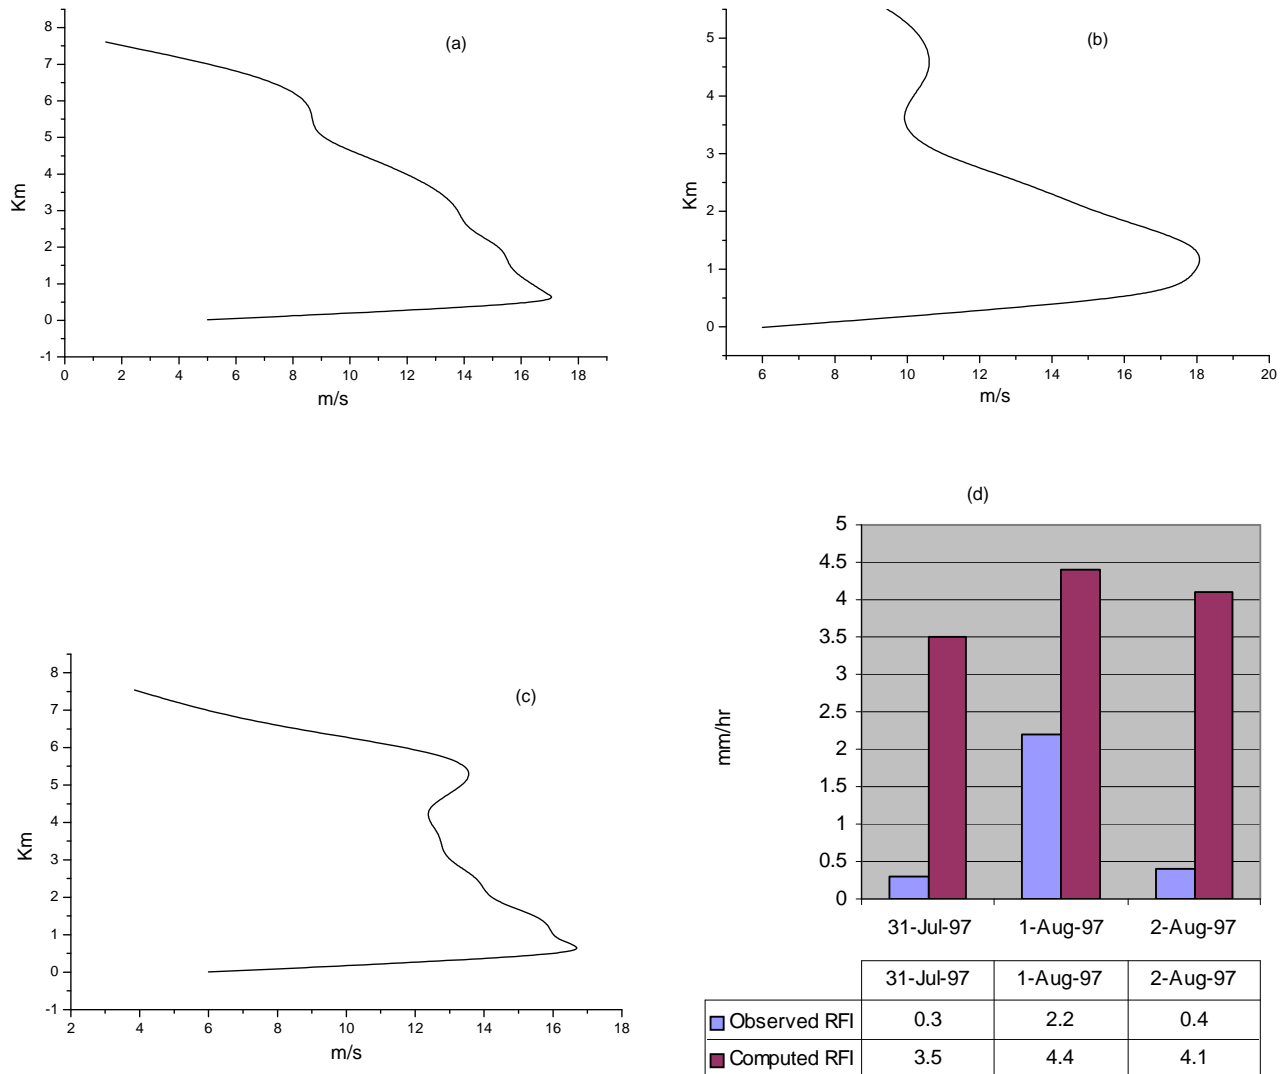 (a)
8
7
6
5
4
3
2
1
0
-1
Km
0 2 4 6 8 10 12 14 16 18
m/s
(b)
5
4
3
2
1
0
Km
6 8 10 12 14 16 18 20
m/s
(c)
8
7
6
5
4
3
2
1
0
-1
Km
2 4 6 8 10 12 14 16 18
m/s
(d)
5
4.5
4
3.5
3
2.5
2
1.5
1
0.5
0
mm/hr
31-Jul-97 1-Aug-97 2-Aug-97
31-Jul-97 1-Aug-97 2-Aug-97
Observed RFI 0.3 2.2 0.4
Computed RFI 3.5 4.4 4.1